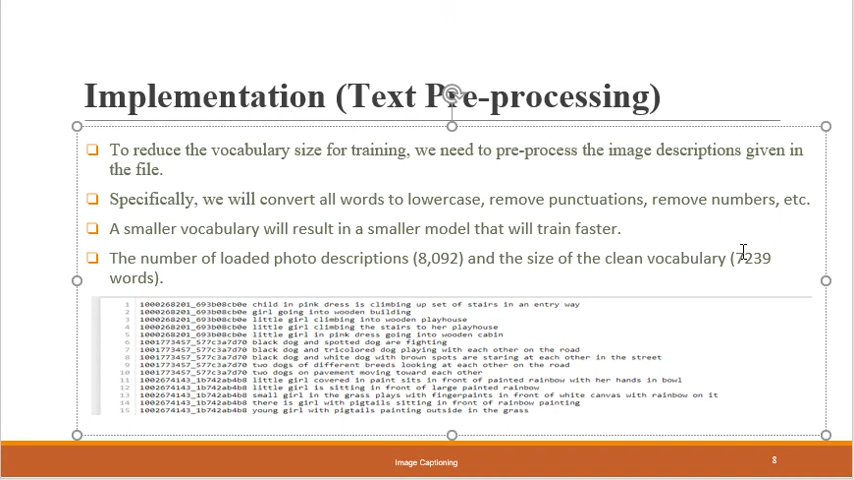 Implementation (Text Pre-processing)
❑ To reduce the vocabulary size for training, we need to pre-process the image descriptions given in
the file.
❑ Specifically, we will convert all words to lowercase, remove punctuations, remove numbers, etc.
❑ A smaller vocabulary will result in a smaller model that will train faster.
❑ The number of loaded photo descriptions (8,092) and the size of the clean vocabulary (7239
words).
1 1000268201_693b08cb0e child in pink dress is climbing up set of stairs in an entry way
2 1000268201_693b08cb0e girl going into wooden building
3 1000268201_693b08cb0e little girl climbing into wooden playhouse
4 1000268201_693b08cb0e little girl climbing the stairs to her playhouse
5 1000268201_693b08cb0e little girl in pink dress going into wooden cabin
6 1001773457_577c3a7d70 black dog and spotted dog are fighting
7 1001773457_577c3a7d70 black dog and tricolored dog playing with each other on the road
8 1001773457_577c3a7d70 black dog and white dog with brown spots are staring at each other in the street
9 1001773457_577c3a7d70 two dogs of different breeds looking at each other on the road
10 1001773457_577c3a7d70 two dogs on pavement moving toward each other
11 1002674143_1b742ab4b8 little girl covered in paint sits in front of painted rainbow with her hands in bowl
12 1002674143_1b742ab4b8 little girl is sitting in front of large painted rainbow
13 1002674143_1b742ab4b8 small girl in the grass plays with fingerpaints in front of white canvas with rainbow on it
14 1002674143_1b742ab4b8 there is girl with pigtails sitting in front of rainbow painting
15 1002674143_1b742ab4b8 young girl with pigtails painting outside in the grass
Image Captioning
8